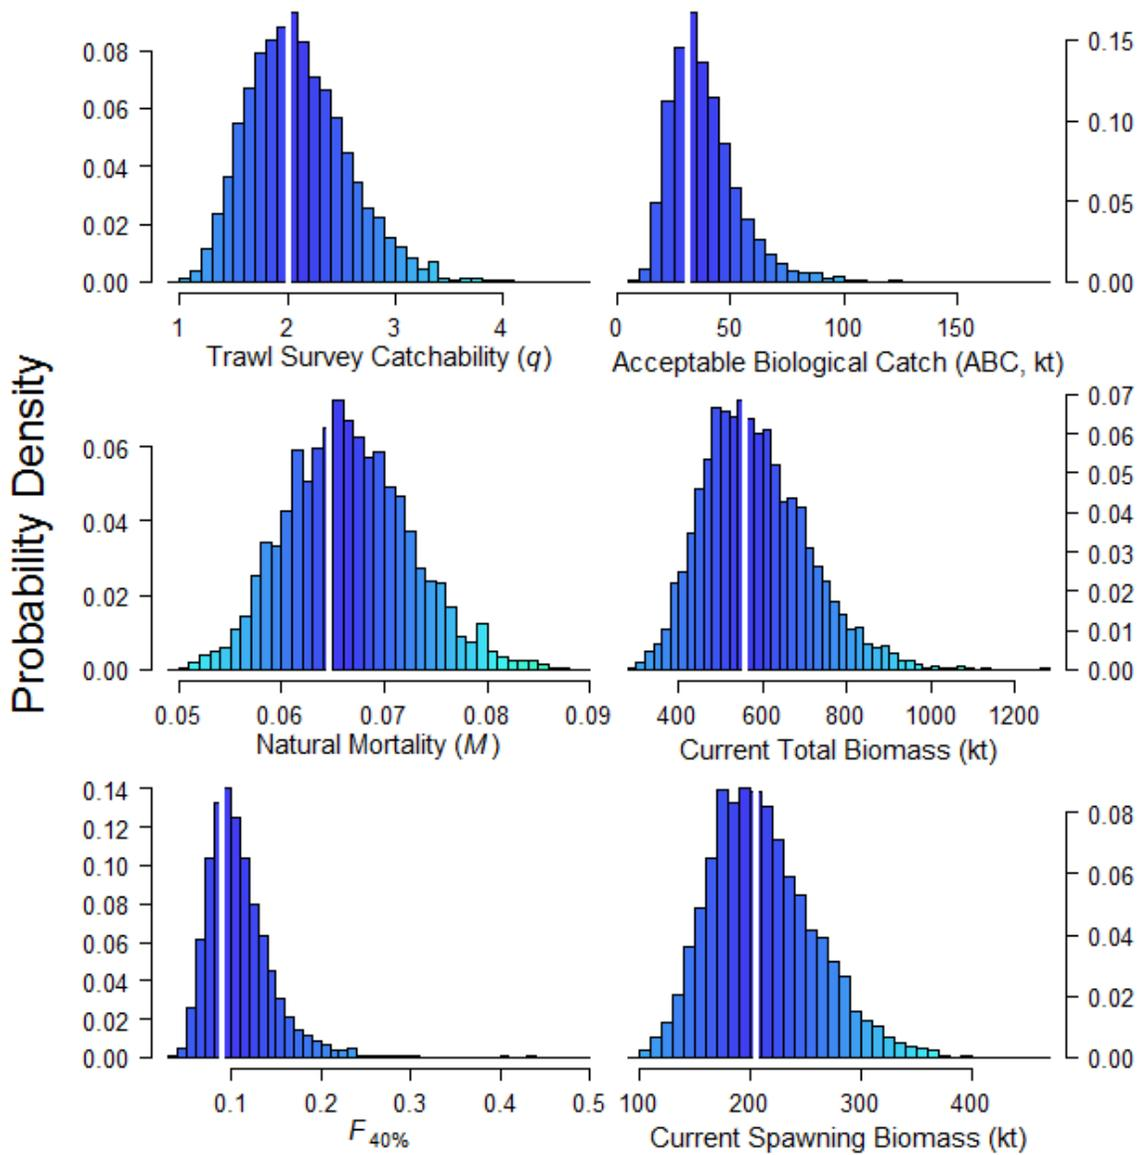 Probability Density
0.08
0.06
0.04
0.02
0.00
1 2 3 4
Trawl Survey Catchability (q)
0.15
0.10
0.05
0.00
0 50 100 150
Acceptable Biological Catch (ABC, kt)
0.06
0.04
0.02
0.00
0.05 0.06 0.07 0.08 0.09
Natural Mortality (M)
0.07
0.06
0.05
0.04
0.03
0.02
0.01
0.00
400 600 800 1000 1200
Current Total Biomass (kt)
0.14
0.12
0.10
0.08
0.06
0.04
0.02
0.00
0.1 0.2 0.3 0.4 0.5
F40%
0.08
0.06
0.04
0.02
0.00
100 200 300 400
Current Spawning Biomass (kt)